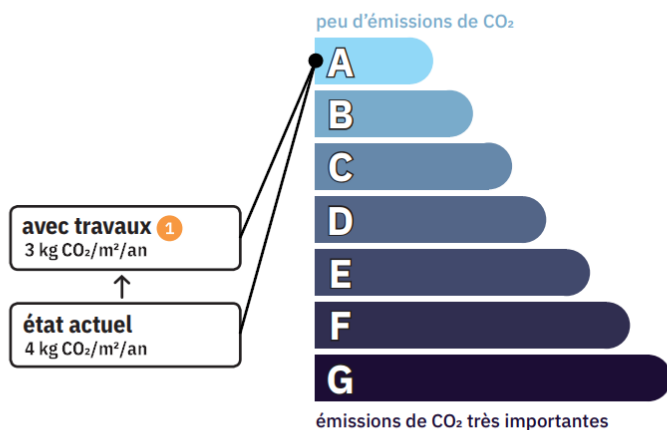 peu d'émissions de CO₂
A
B
C
D
E
F
G
émissions de CO₂ très importantes
avec travaux 1
3 kg CO₂/m²/an
état actuel
4 kg CO₂/m²/an